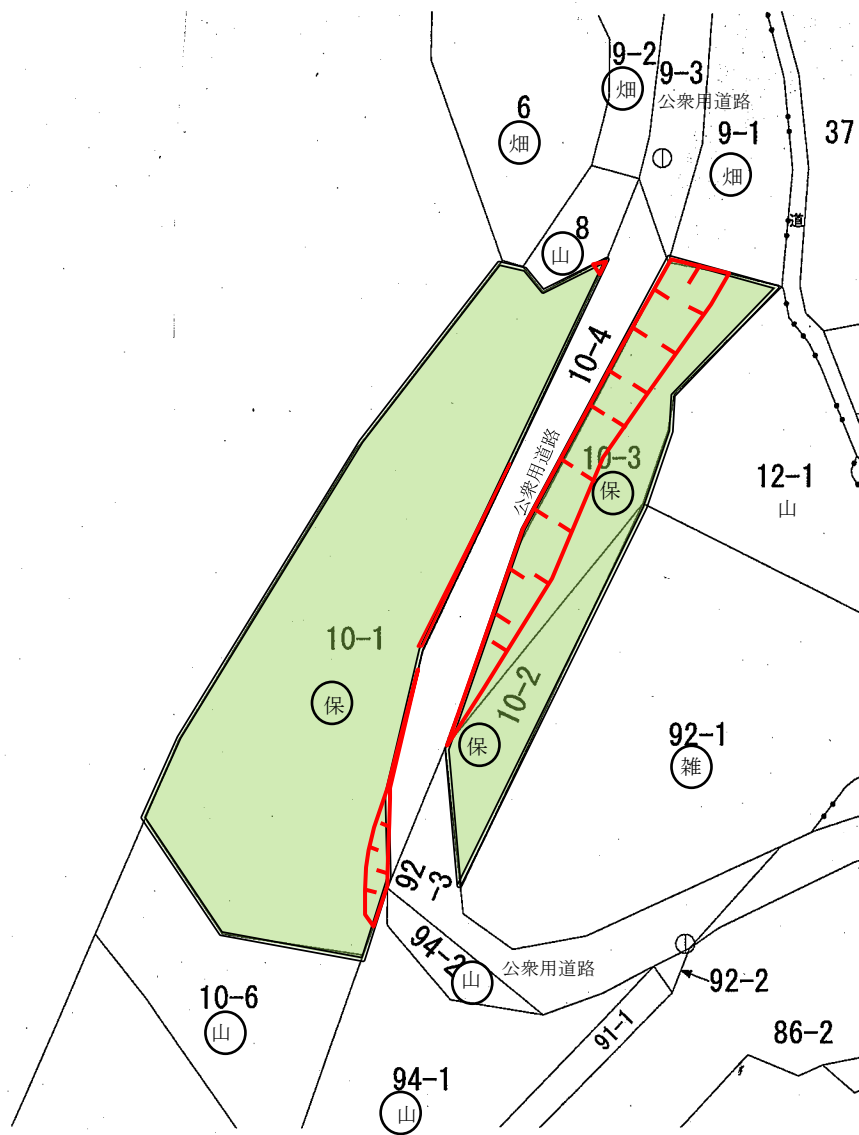 9-2
畑
9-3
公衆用道路
6
畑
9-1
畑
37
道
8
山
10-4
公衆用道路
10-3
保
12-1
山
10-1
保
10-2
保
92-1
雑
92
-3
94-2
山
公衆用道路
92-2
10-6
山
91-1
86-2
94-1
山